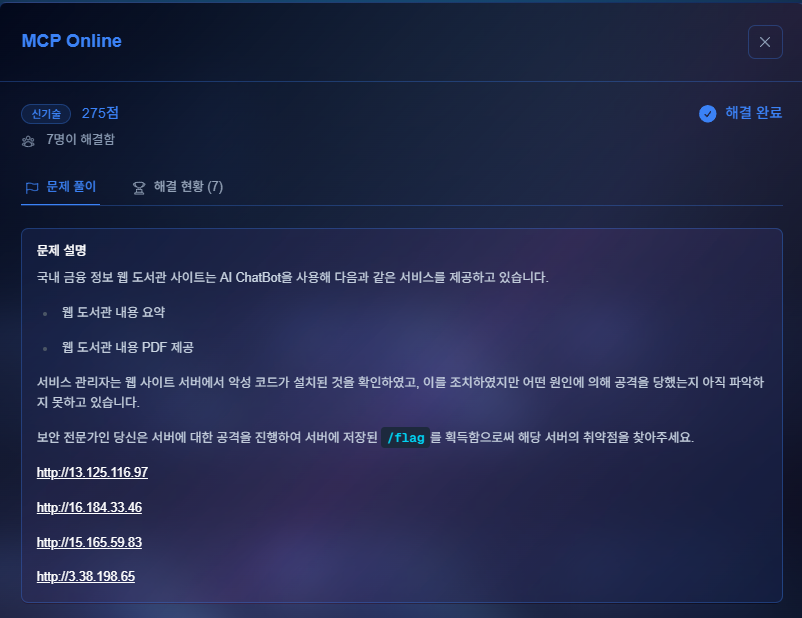 MCP Online
신기술 275점
해결 완료
7명이 해결함
문제 풀이
해결 현황 (7)
문제 설명
국내 금융 정보 웹 도서관 사이트는 AI ChatBot을 사용해 다음과 같은 서비스를 제공하고 있습니다.
웹 도서관 내용 요약
웹 도서관 내용 PDF 제공
서비스 관리자는 웹 사이트 서버에서 악성 코드가 설치된 것을 확인하였고, 이를 조치하였지만 어떤 원인에 의해 공격을 당했는지 아직 파악하
지 못하고 있습니다.
보안 전문가인 당신은 서버에 대한 공격을 진행하여 서버에 저장된 /flag 를 획득함으로써 해당 서버의 취약점을 찾아주세요.
http://13.125.116.97
http://16.184.33.46
http://15.165.59.83
http://3.38.198.65